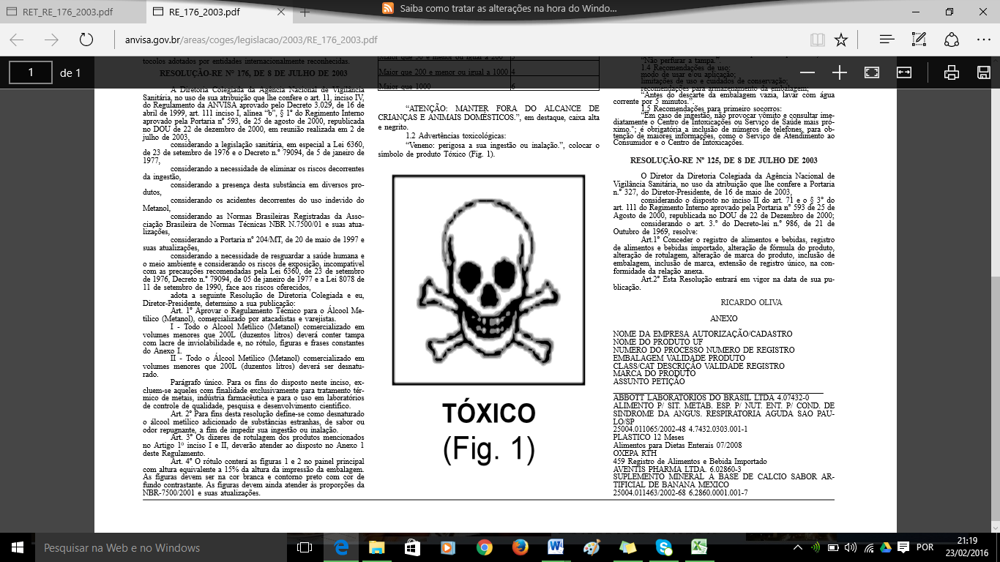 RET_RE_176_2003.pdf
RE_176_2003.pdf
Saiba como tratar as alterações na hora do Windo...
anvisa.gov.br/areas/coges/legislacao/2003/RE_176_2003.pdf
1 de 1
tocolos adotados por entidades internacionalmente reconhecidas.
RESOLUÇÃO-RE Nº 176, DE 8 DE JULHO DE 2003
A Diretoria Colegiada da Agência Nacional de Vigilância
Sanitária, no uso de sua atribuição que lhe confere o art. 11, inciso IV,
do Regulamento da ANVISA aprovado pelo Decreto 3.029, de 16 de
abril de 1999, art. 111 inciso I, alínea "b", § 1º do Regimento Interno
aprovado pela Portaria nº 593, de 25 de agosto de 2000, republicada
no DOU de 22 de dezembro de 2000, em reunião realizada em 2 de
julho de 2003,
considerando a legislação sanitária, em especial a Lei 6360,
de 23 de setembro de 1976 e o Decreto n.º 79094, de 5 de janeiro de
1977,
considerando a necessidade de eliminar os riscos decorrentes
da ingestão,
considerando a presença desta substância em diversos pro-
dutos,
considerando os acidentes decorrentes do uso indevido do
Metanol,
considerando as Normas Brasileiras Registradas da Asso-
ciação Brasileira de Normas Técnicas NBR N.7500/01 e suas atua-
lizações,
considerando a Portaria nº 204/MT, de 20 de maio de 1997 e
suas atualizações,
considerando a necessidade de resguardar a saúde humana e
o meio ambiente e considerando os riscos de exposição, incompatível
com as precauções recomendadas pela Lei 6360, de 23 de setembro
de 1976, Decreto n.º 79094, de 05 de janeiro de 1977 e a Lei 8078 de
11 de setembro de 1990, face aos riscos oferecidos,
adota a seguinte Resolução de Diretoria Colegiada e eu,
Diretor-Presidente, determino a sua publicação:
Art. 1º Aprovar o Regulamento Técnico para o Álcool Me-
tílico (Metanol), comercializado por atacadistas e varejistas.
I - Todo o Álcool Metílico (Metanol) comercializado em
volumes menores que 200L (duzentos litros) deverá conter tampa
com lacre de inviolabilidade e, no rótulo, figuras e frases constantes
do Anexo I.
II - Todo o Álcool Metílico (Metanol) comercializado em
volumes menores que 200L (duzentos litros) deverá ser desnatu-
rado.
Parágrafo único. Para os fins do disposto neste inciso, ex-
cluem-se aqueles com finalidade exclusivamente para tratamento tér-
mico de metais, indústria farmacêutica e para o uso em laboratórios
de controle de qualidade, pesquisa e desenvolvimento científico.
Art. 2º Para fins desta resolução define-se como desnaturado
o álcool metílico adicionado de substâncias estranhas, de sabor ou
odor repugnante, a fim de impedir sua ingestão ou inalação.
Art. 3º Os dizeres de rotulagem dos produtos mencionados
no Artigo 1º inciso I e II, deverão atender ao disposto no Anexo 1
deste Regulamento.
Art. 4º O rótulo conterá as figuras 1 e 2 no painel principal
com altura equivalente a 15% da altura da impressão da embalagem.
As figuras devem ser na cor branca e contorno preto com cor de
fundo contrastante. As figuras devem ainda atender às proporções da
NBR-7500/2001 e suas atualizações.
Maior que 50 e menor ou igual a 200 3
Maior que 200 e menor ou igual a 1000 4
Maior que 1000 6
"ATENÇÃO: MANTER FORA DO ALCANCE DE
CRIANÇAS E ANIMAIS DOMÉSTICOS.", em destaque, caixa alta
e negrito.
1.2 Advertências toxicológicas:
"Veneno: perigosa a sua ingestão ou inalação.", colocar o
símbolo de produto Tóxico (Fig. 1).
TÓXICO
(Fig. 1)
"Não perfurar a tampa."
1.4 Recomendações de uso:
modo de usar e/ou aplicação;
limitações de uso e cuidados de conservação;
recomendações para armazenamento da embalagem;
"Antes do descarte da embalagem vazia, lavar com água
corrente por 5 minutos.".
1.5 Recomendações para primeiro socorros:
"Em caso de ingestão, não provocar vômito e consultar ime-
diatamente o Centro de Intoxicações ou Serviço de Saúde mais pró-
ximo."; é obrigatória a inclusão de números de telefones, para ob-
tenção de maiores informações, como o Serviço de Atendimento ao
Consumidor e o Centro de Intoxicações.
RESOLUÇÃO-RE Nº 125, DE 8 DE JULHO DE 2003
O Diretor da Diretoria Colegiada da Agência Nacional de
Vigilância Sanitária, no uso da atribuição que lhe confere a Portaria
n.º 327, do Diretor-Presidente, de 16 de maio de 2003,
considerando o disposto no inciso II do art. 71 e o § 3º do
art. 111 do Regimento Interno aprovado pela Portaria nº 593 de 25 de
Agosto de 2000, republicada no DOU de 22 de Dezembro de 2000;
considerando o art. 3.º do Decreto-lei n.º 986, de 21 de
Outubro de 1969, resolve:
Art.1º Conceder o registro de alimentos e bebidas, registro
de alimentos e bebidas importado, alteração de fórmula do produto,
alteração de rotulagem, alteração de marca do produto, inclusão de
embalagem, inclusão de marca, extensão de registro único, na con-
formidade da relação anexa.
Art.2º Esta Resolução entrará em vigor na data de sua pu-
blicação.
RICARDO OLIVA
ANEXO
NOME DA EMPRESA AUTORIZAÇÃO/CADASTRO
NOME DO PRODUTO UF
NUMERO DO PROCESSO NUMERO DE REGISTRO
EMBALAGEM VALIDADE PRODUTO
CLASS/CAT DESCRIÇÃO VALIDADE REGISTRO
MARCA DO PRODUTO
ASSUNTO PETIÇÃO
ABBOTT LABORATORIOS DO BRASIL LTDA 4.07432-0
ALIMENTO P/ SIT. METAB. ESP. P/ NUT. ENT. P/ COND. DE
SINDROME DA ANGUS. RESPIRATORIA AGUDA SAO PAU-
LO/SP
25004.011065/2002-48 4.7432.0303.001-1
PLASTICO 12 Meses
Alimentos para Dietas Enterais 07/2008
OXEPA RTH
459 Registro de Alimentos e Bebida Importado
AVENTIS PHARMA LTDA. 6.02860-3
SUPLEMENTO MINERAL A BASE DE CALCIO SABOR AR-
TIFICIAL DE BANANA MEXICO
25004.011463/2002-68 6.2860.0001.001-7
Pesquisar na Web e no Windows
POR
21:19
23/02/2016